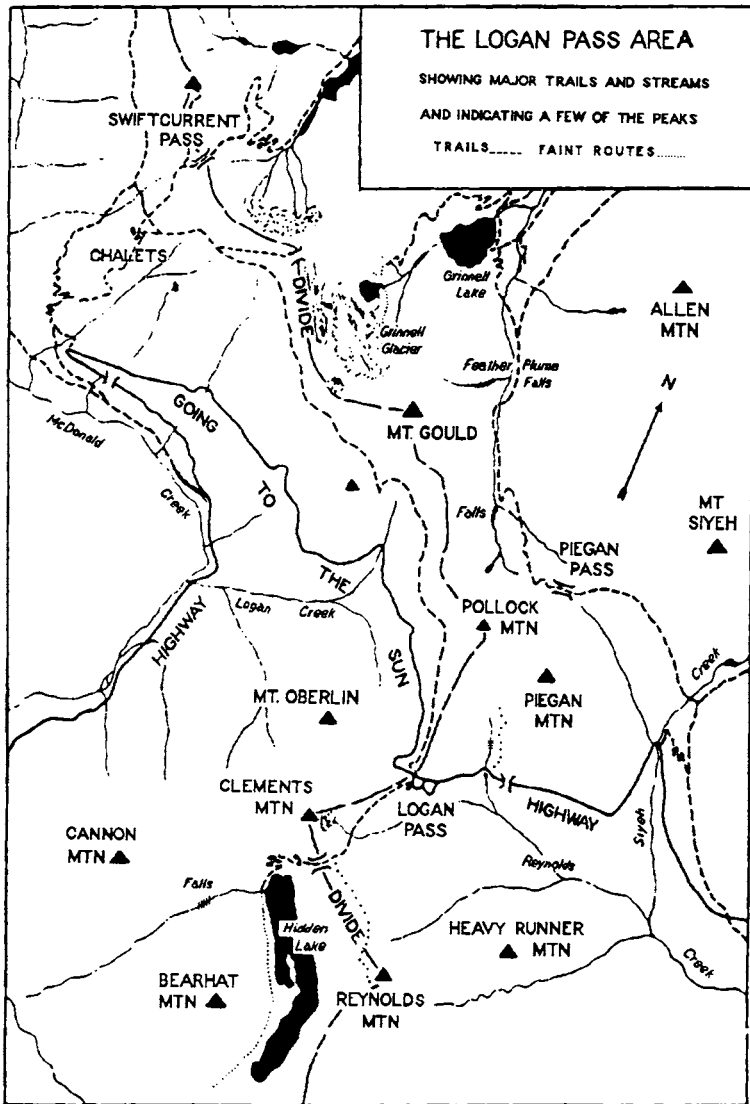 THE LOGAN PASS AREA
SHOWING MAJOR TRAILS AND STREAMS
AND INDICATING A FEW OF THE PEAKS
TRAILS_____ FAINT ROUTES........
SWIFTCURRENT
PASS
CHALETS
DIVIDE
Grinnell
Lake
ALLEN
MTN
Grinnell
Glacier
Feather Plume
Falls
N
GOING
MT. GOULD
McDonald
Creek
TO
Falls
MT
SIYEH
PIEGAN
PASS
THE
Logan
Creek
HIGHWAY
POLLOCK
MTN
SUN
Creek
MT. OBERLIN
PIEGAN
MTN
CLEMENTS
MTN
LOGAN
PASS
HIGHWAY
Siyeh
CANNON
MTN
Falls
Reynolds
DIVIDE
Hidden
Lake
HEAVY RUNNER
MTN
Creek
BEARHAT
MTN
REYNOLDS
MTN